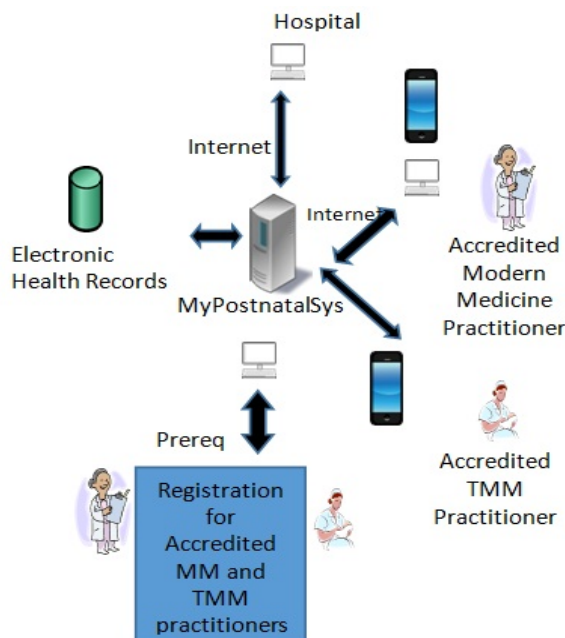 Hospital
Internet
Internet
Electronic
Health Records
MyPostnatalSys
Accredited
Modern
Medicine
Practitioner
Prereq
Accredited
TMM
Practitioner
Registration
for
Accredited
MM and
TMM
practitioners